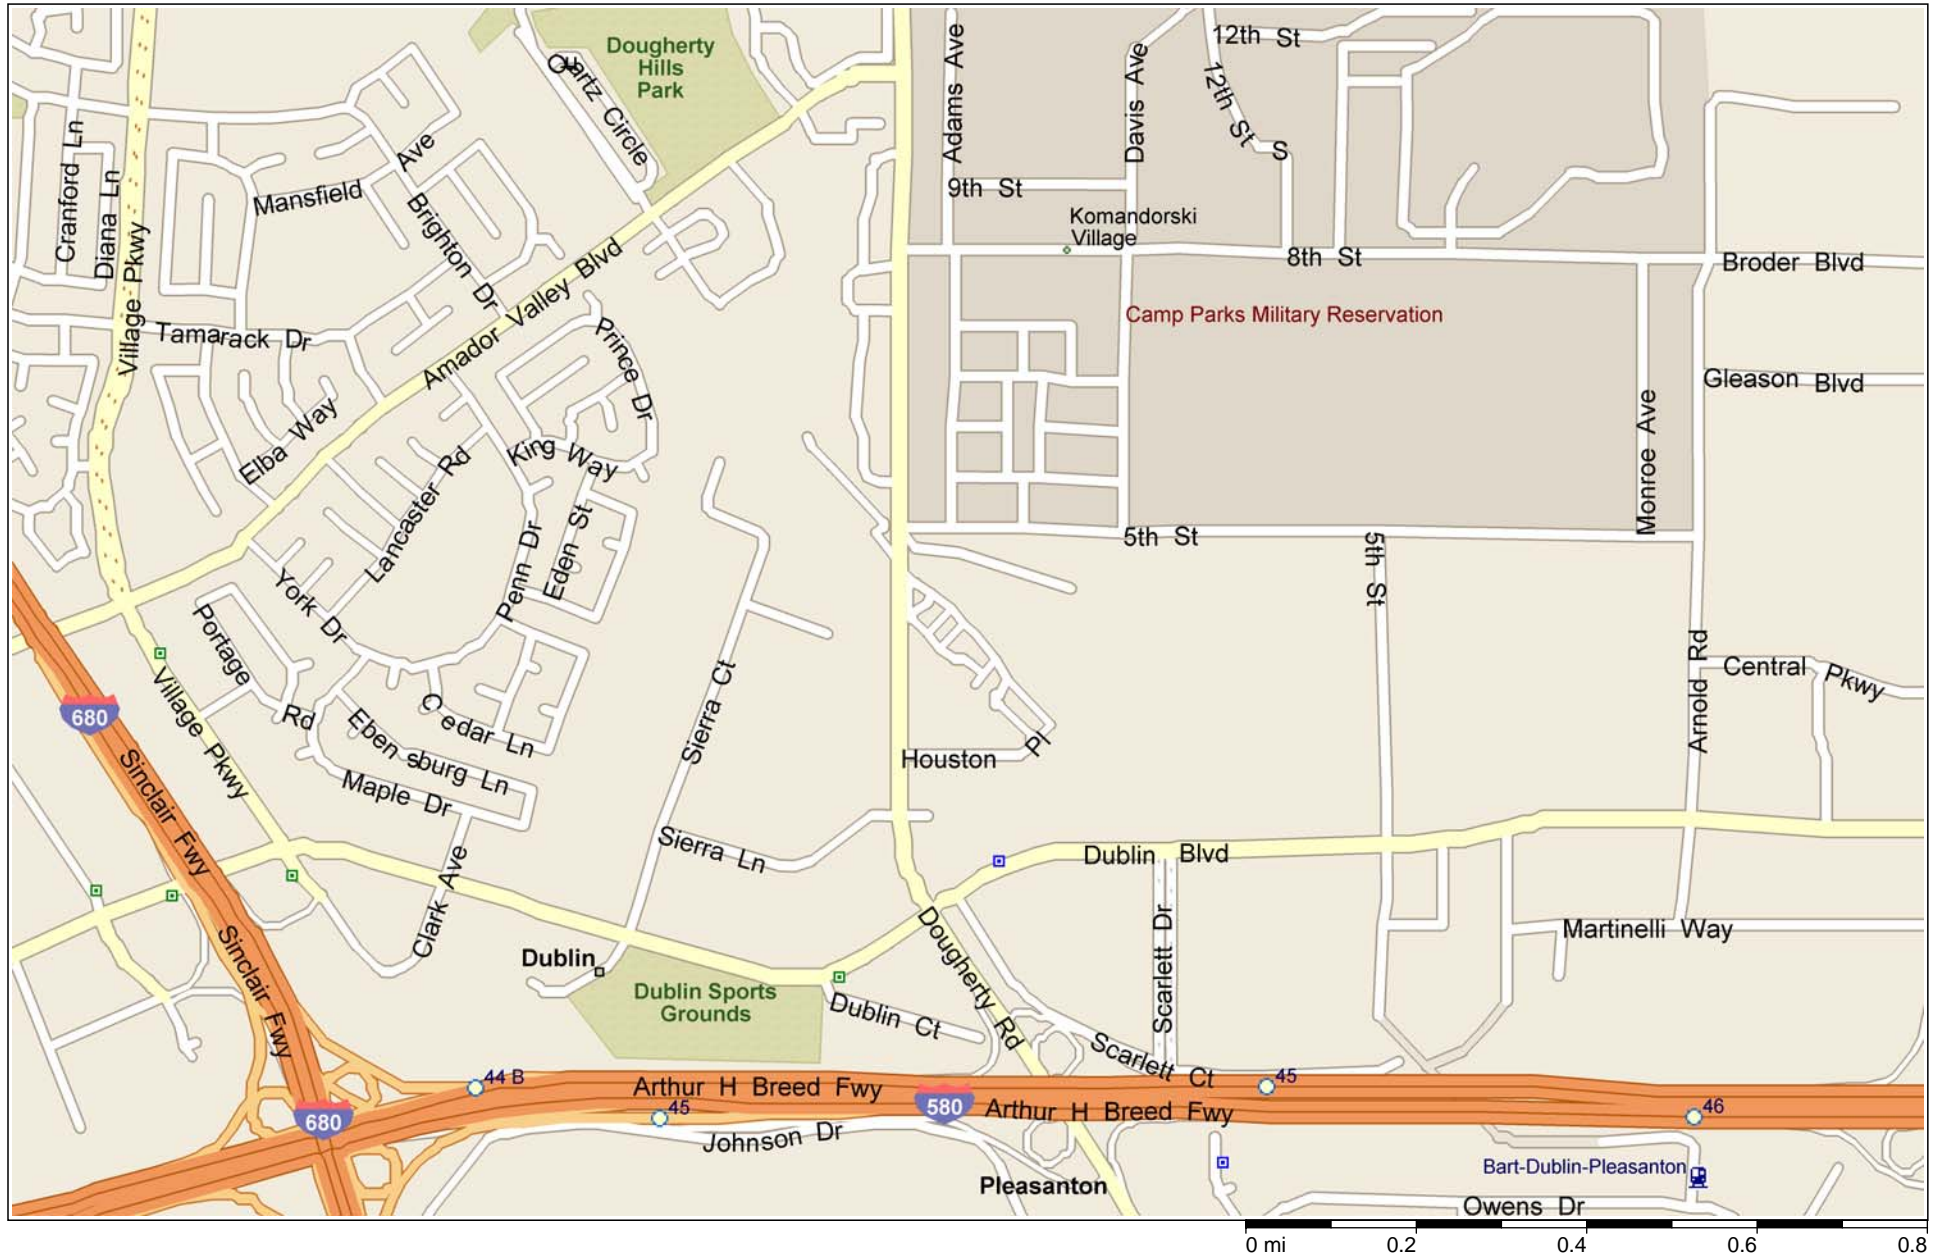 Dougherty
Hills
Park
Quartz Circle
Adams Ave
Davis Ave
12th St
12th St S
Cranford Ln
Diana Ln
Village Pkwy
Mansfield Ave
Brighton Dr
9th St
Komandorski
Village
8th St
Broder Blvd
Camp Parks Military Reservation
Amador Valley Blvd
Tamarack Dr
Prince Dr
Gleason Blvd
Elba Way
Lancaster Rd
King Way
Monroe Ave
Eden St
Penn Dr
5th St
5th St
York Dr
Portage Rd
Sierra Ct
Arnold Rd
Central Pkwy
680
Village Pkwy
Cedar Ln
Ebensburg Ln
Maple Dr
Houston Pl
Sinclair Fwy
Sierra Ln
Clark Ave
Dublin Blvd
Sinclair Fwy
Dublin
Dublin Sports
Grounds
Dublin Ct
Dougherty Rd
Scarlett Dr
Martinelli Way
Scarlett Ct
44 B
Arthur H Breed Fwy
45
45
580
Arthur H Breed Fwy
46
680
Johnson Dr
Pleasanton
Bart-Dublin-Pleasanton
Owens Dr
0 mi 0.2 0.4 0.6 0.8